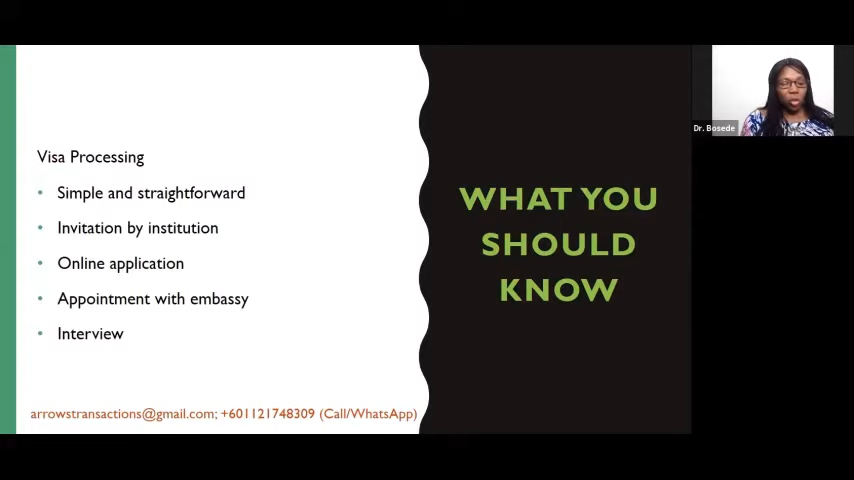 Visa Processing
• Simple and straightforward
• Invitation by institution
• Online application
• Appointment with embassy
• Interview
arrowstransactions@gmail.com; +601121748309 (Call/WhatsApp)
WHAT YOU
SHOULD
KNOW
Dr. Bosede